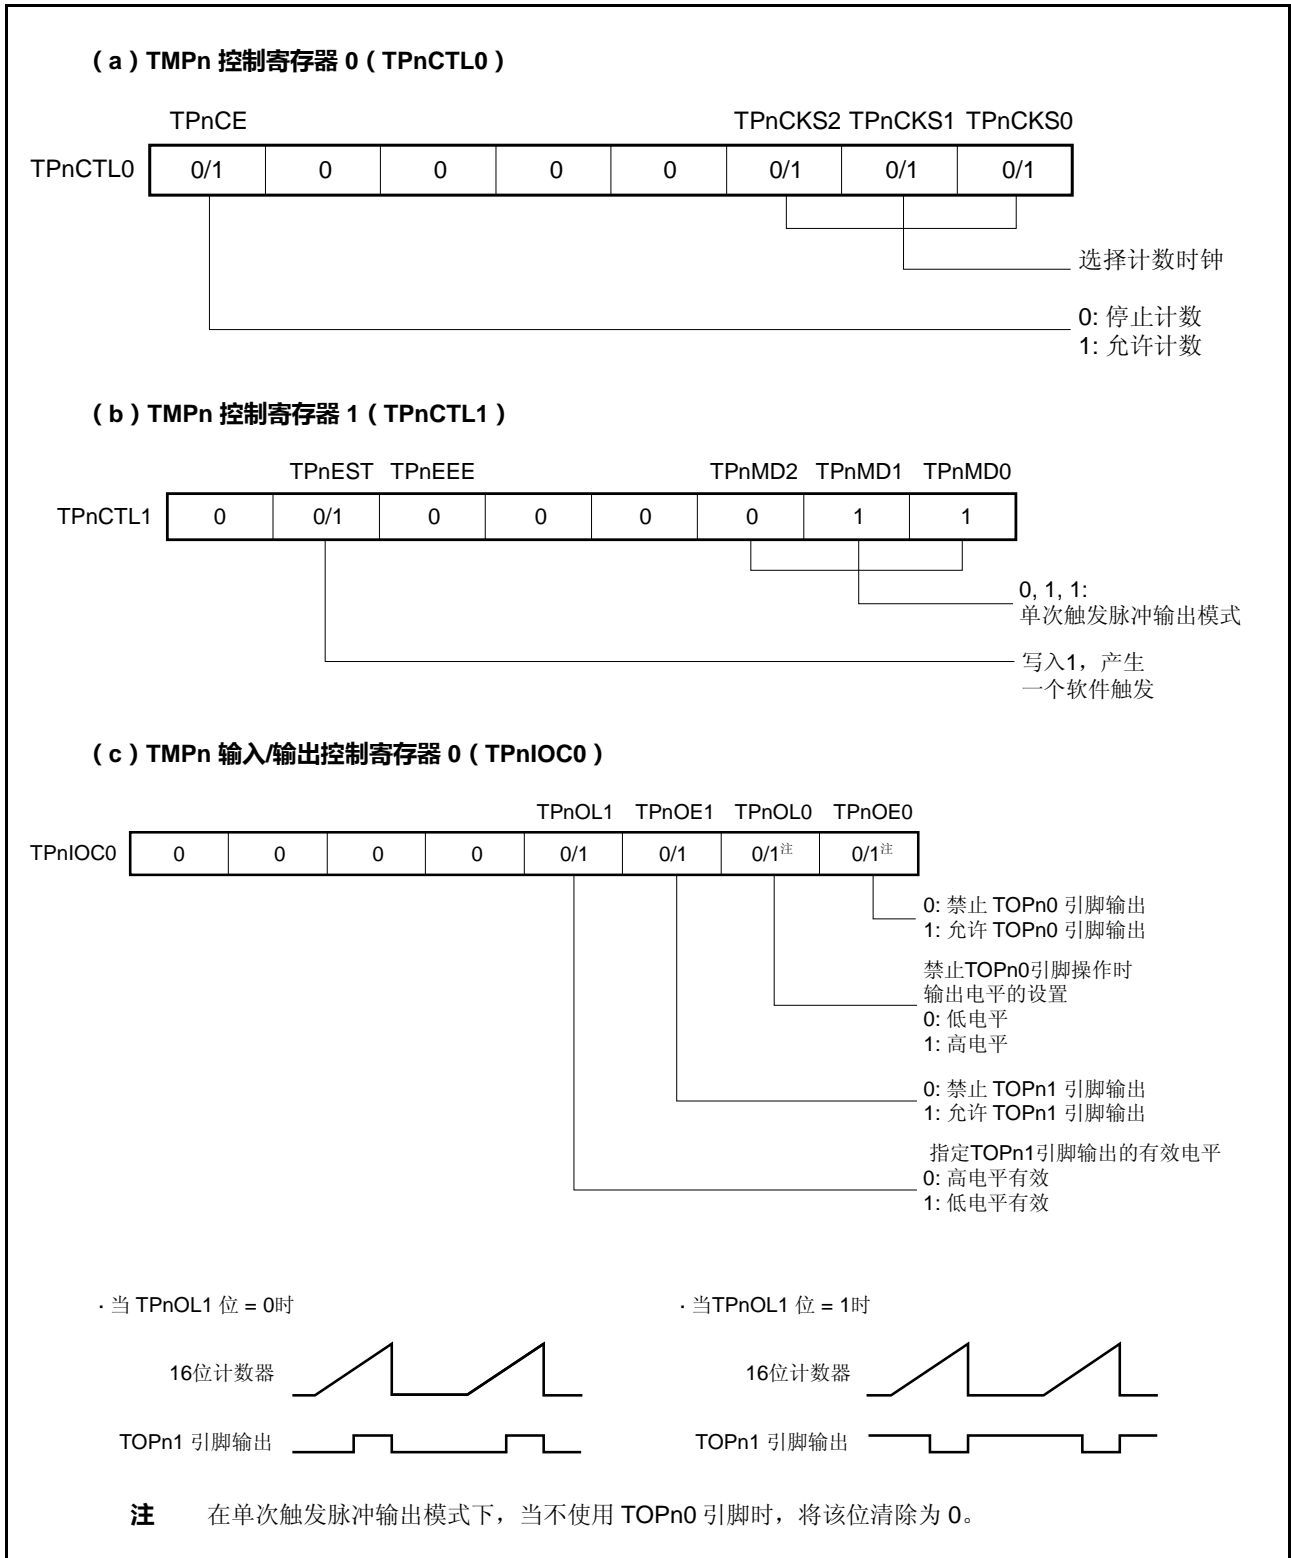 （a）TMPn 控制寄存器 0（TPnCTL0）
TPnCE TPnCKS2 TPnCKS1 TPnCKS0
TPnCTL0 0/1 0 0 0 0 0/1 0/1 0/1
选择计数时钟
0: 停止计数
1: 允许计数
（b）TMPn 控制寄存器 1（TPnCTL1）
TPnEST TPnEEE TPnMD2 TPnMD1 TPnMD0
TPnCTL1 0 0/1 0 0 0 0 1 1
0, 1, 1:
单次触发脉冲输出模式
写入1，产生
一个软件触发
（c）TMPn 输入/输出控制寄存器 0（TPnIOC0）
TPnOL1 TPnOE1 TPnOL0 TPnOE0
TPnIOC0 0 0 0 0 0/1 0/1 0/1注 0/1注
0: 禁止 TOPn0 引脚输出
1: 允许 TOPn0 引脚输出
禁止TOPn0引脚操作时
输出电平的设置
0: 低电平
1: 高电平
0: 禁止 TOPn1 引脚输出
1: 允许 TOPn1 引脚输出
指定TOPn1引脚输出的有效电平
0: 高电平有效
1: 低电平有效
· 当 TPnOL1 位 = 0时 · 当TPnOL1 位 = 1时
16位计数器 16位计数器
TOPn1 引脚输出 TOPn1 引脚输出
注 在单次触发脉冲输出模式下，当不使用 TOPn0 引脚时，将该位清除为 0。